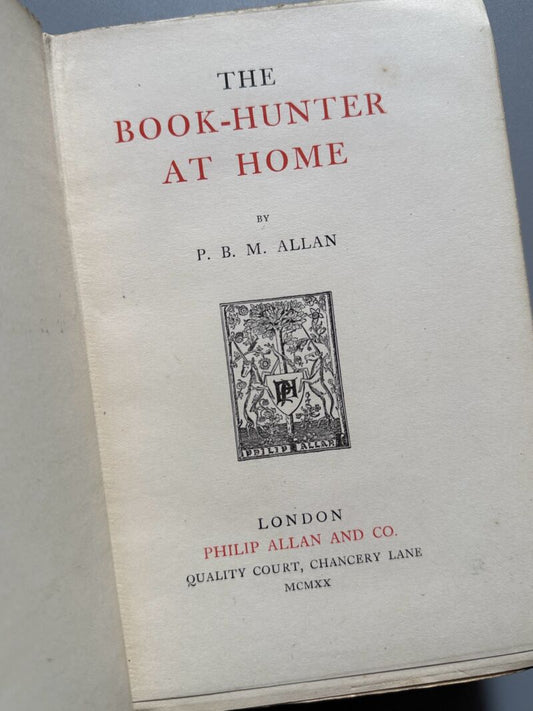 THE
BOOK-HUNTER
AT HOME
BY
P. B. M. ALLAN
PH
PHILIP ALLAN
LONDON
PHILIP ALLAN AND CO.
QUALITY COURT, CHANCERY LANE
MCMXX